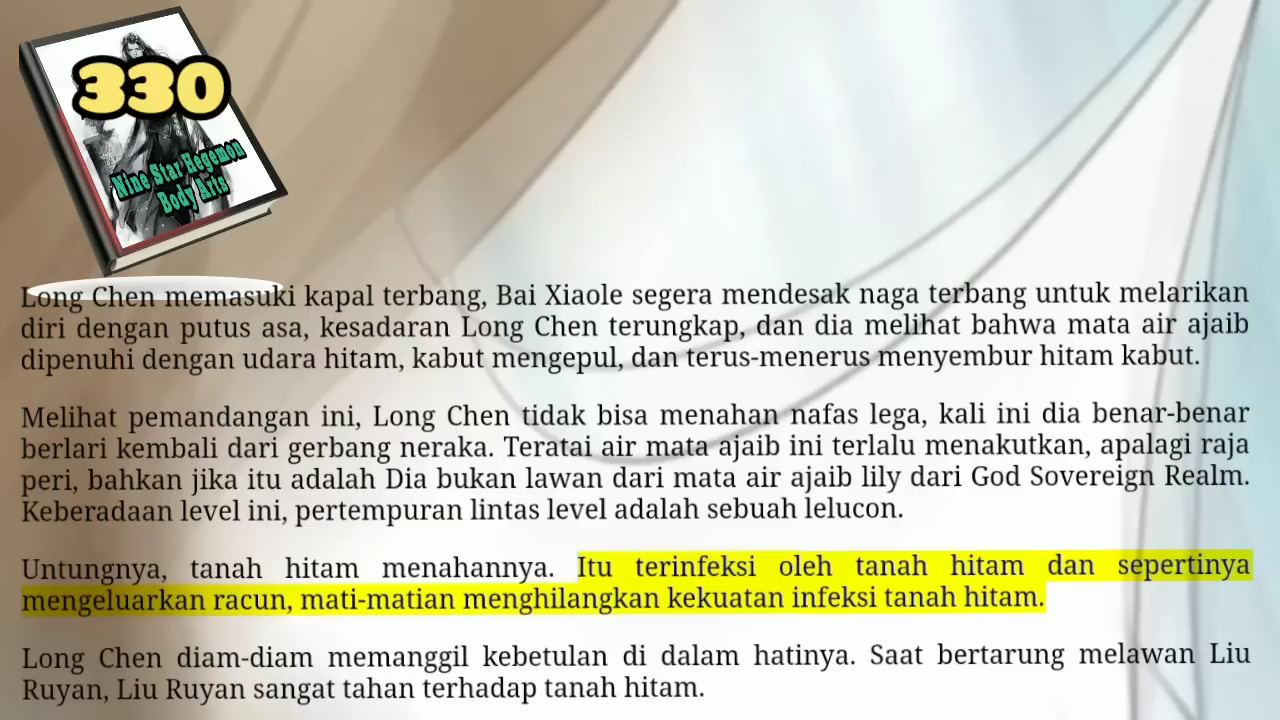 330
Nine Star Hegemon
Body Arts
Long Chen memasuki kapal terbang, Bai Xiaole segera mendesak naga terbang untuk melarikan
diri dengan putus asa, kesadaran Long Chen terungkap, dan dia melihat bahwa mata air ajaib
dipenuhi dengan udara hitam, kabut mengepul, dan terus-menerus menyembur hitam kabut.
Melihat pemandangan ini, Long Chen tidak bisa menahan nafas lega, kali ini dia benar-benar
berlari kembali dari gerbang neraka. Teratai air mata ajaib ini terlalu menakutkan, apalagi raja
peri, bahkan jika itu adalah Dia bukan lawan dari mata air ajaib lily dari God Sovereign Realm.
Keberadaan level ini, pertempuran lintas level adalah sebuah lelucon.
Untungnya, tanah hitam menahannya. Itu terinfeksi oleh tanah hitam dan sepertinya
mengeluarkan racun, mati-matian menghilangkan kekuatan infeksi tanah hitam.
Long Chen diam-diam memanggil kebetulan di dalam hatinya. Saat bertarung melawan Liu
Ruyan, Liu Ruyan sangat tahan terhadap tanah hitam.